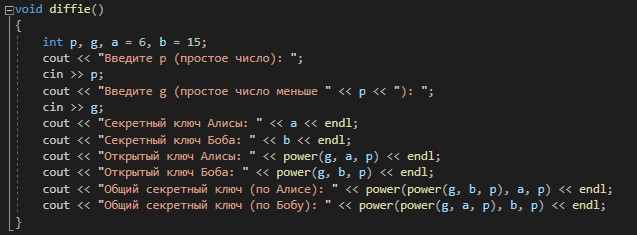 void diffie()
{
int p, g, a = 6, b = 15;
cout << "Введите p (простое число): ";
cin >> p;
cout << "Введите g (простое число меньше " << p << "): ";
cin >> g;
cout << "Секретный ключ Алисы: " << a << endl;
cout << "Секретный ключ Боба: " << b << endl;
cout << "Открытый ключ Алисы: " << power(g, a, p) << endl;
cout << "Открытый ключ Боба: " << power(g, b, p) << endl;
cout << "Общий секретный ключ (по Алисе): " << power(power(g, b, p), a, p) << endl;
cout << "Общий секретный ключ (по Бобу): " << power(power(g, a, p), b, p) << endl;
}